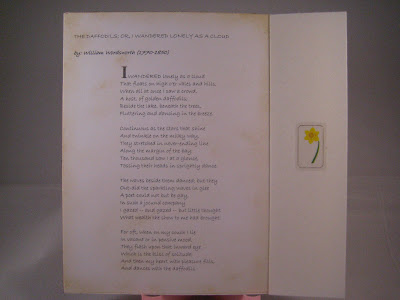 THE DAFFODILS; OR, I WANDERED LONELY AS A CLOUD
by: William Wordsworth (1770-1850)
I WANDERED lonely as a cloud
That floats on high o'er vales and hills,
When all at once I saw a crowd,
A host, of golden daffodils,
Beside the lake, beneath the trees,
Fluttering and dancing in the breeze.
Continuous as the stars that shine
And twinkle on the milky way,
They stretched in never-ending line
Along the margin of the bay:
Ten thousand saw I at a glance,
Tossing their heads in sprightly dance.
The waves beside them danced, but they
Out-did the sparkling waves in glee:
A poet could not but be gay,
In such a jocund company:
I gazed -- and gazed -- but little thought
What wealth the show to me had brought:
For oft, when on my couch I lie
In vacant or in pensive mood,
They flash upon that inward eye
Which is the bliss of solitude;
And then my heart with pleasure fills,
And dances with the daffodils.